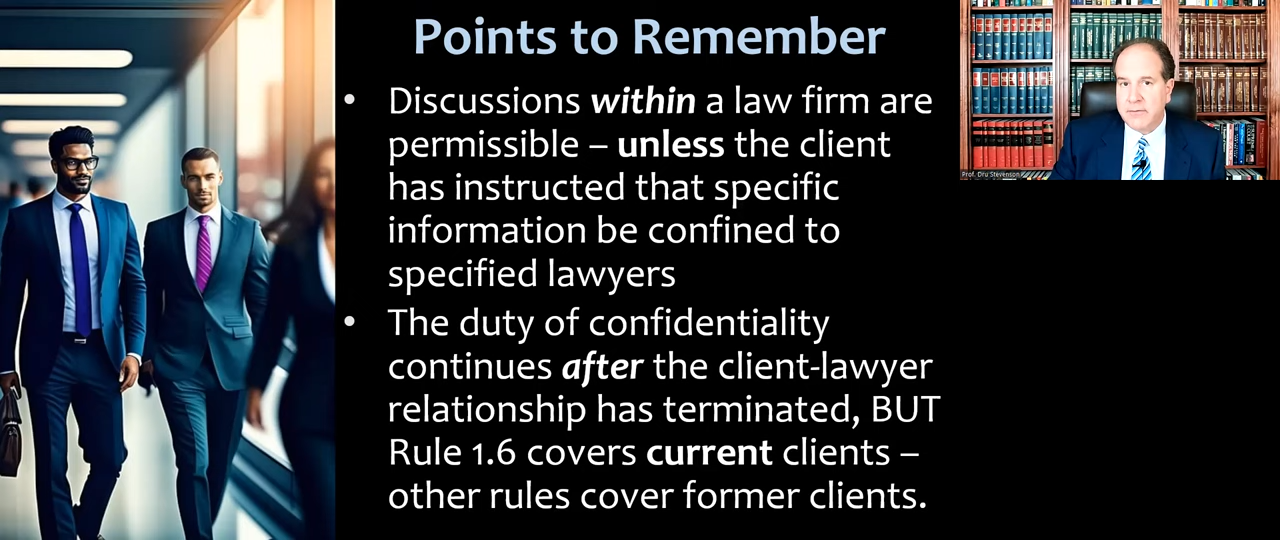 Points to Remember
• Discussions within a law firm are
permissible – unless the client
has instructed that specific
information be confined to
specified lawyers
• The duty of confidentiality
continues after the client-lawyer
relationship has terminated, BUT
Rule 1.6 covers current clients –
other rules cover former clients.
Prof. Dru Stevenson